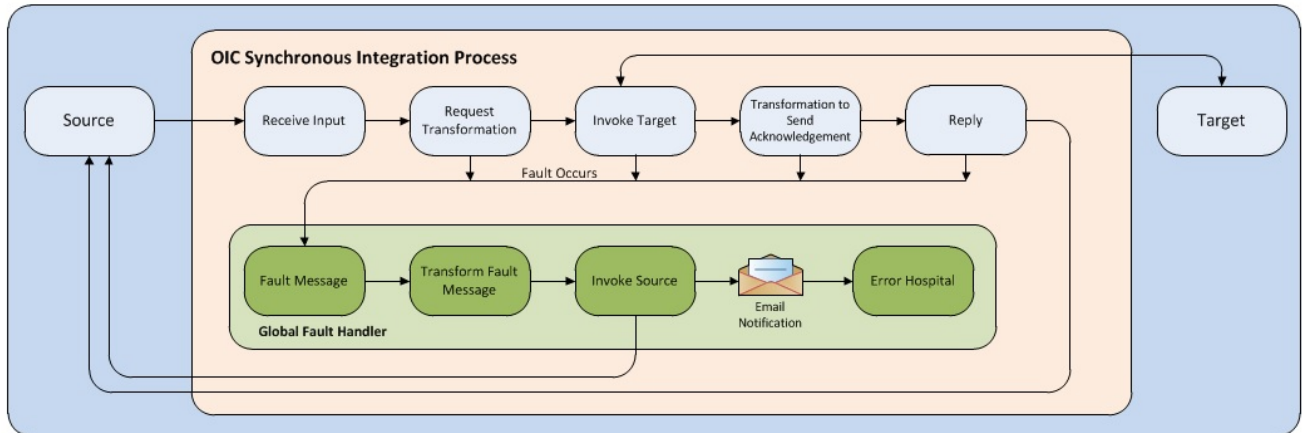 OIC Synchronous Integration Process
Source
Receive Input
Request
Transformation
Invoke Target
Transformation to
Send
Acknowledgement
Reply
Target
Fault Occurs
Fault Message
Transform Fault
Message
Invoke Source
Email
Notification
Error Hospital
Global Fault Handler